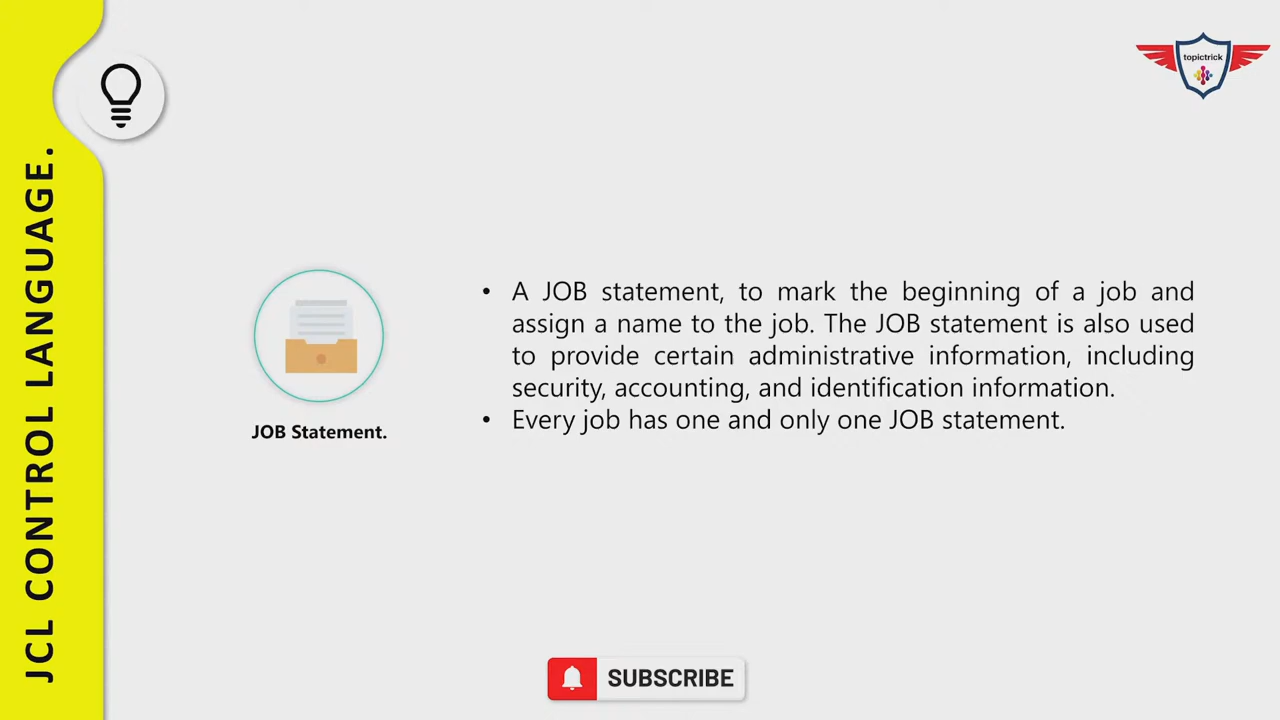 topictrick
JCL CONTROL LANGUAGE.
JOB Statement.
• A JOB statement, to mark the beginning of a job and
assign a name to the job. The JOB statement is also used
to provide certain administrative information, including
security, accounting, and identification information.
• Every job has one and only one JOB statement.
SUBSCRIBE